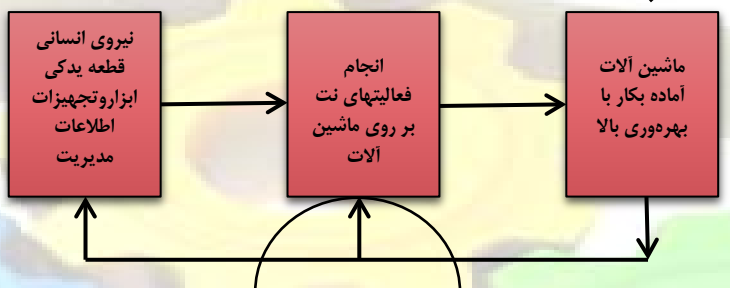 نیروی انسانی
قطعه یدکی
ابزاروتجهیزات
اطلاعات
مدیریت
انجام
فعالیتهای نت
بر روی ماشین
آلات
ماشین آلات
آماده بکار با
بهره‌وری بالا